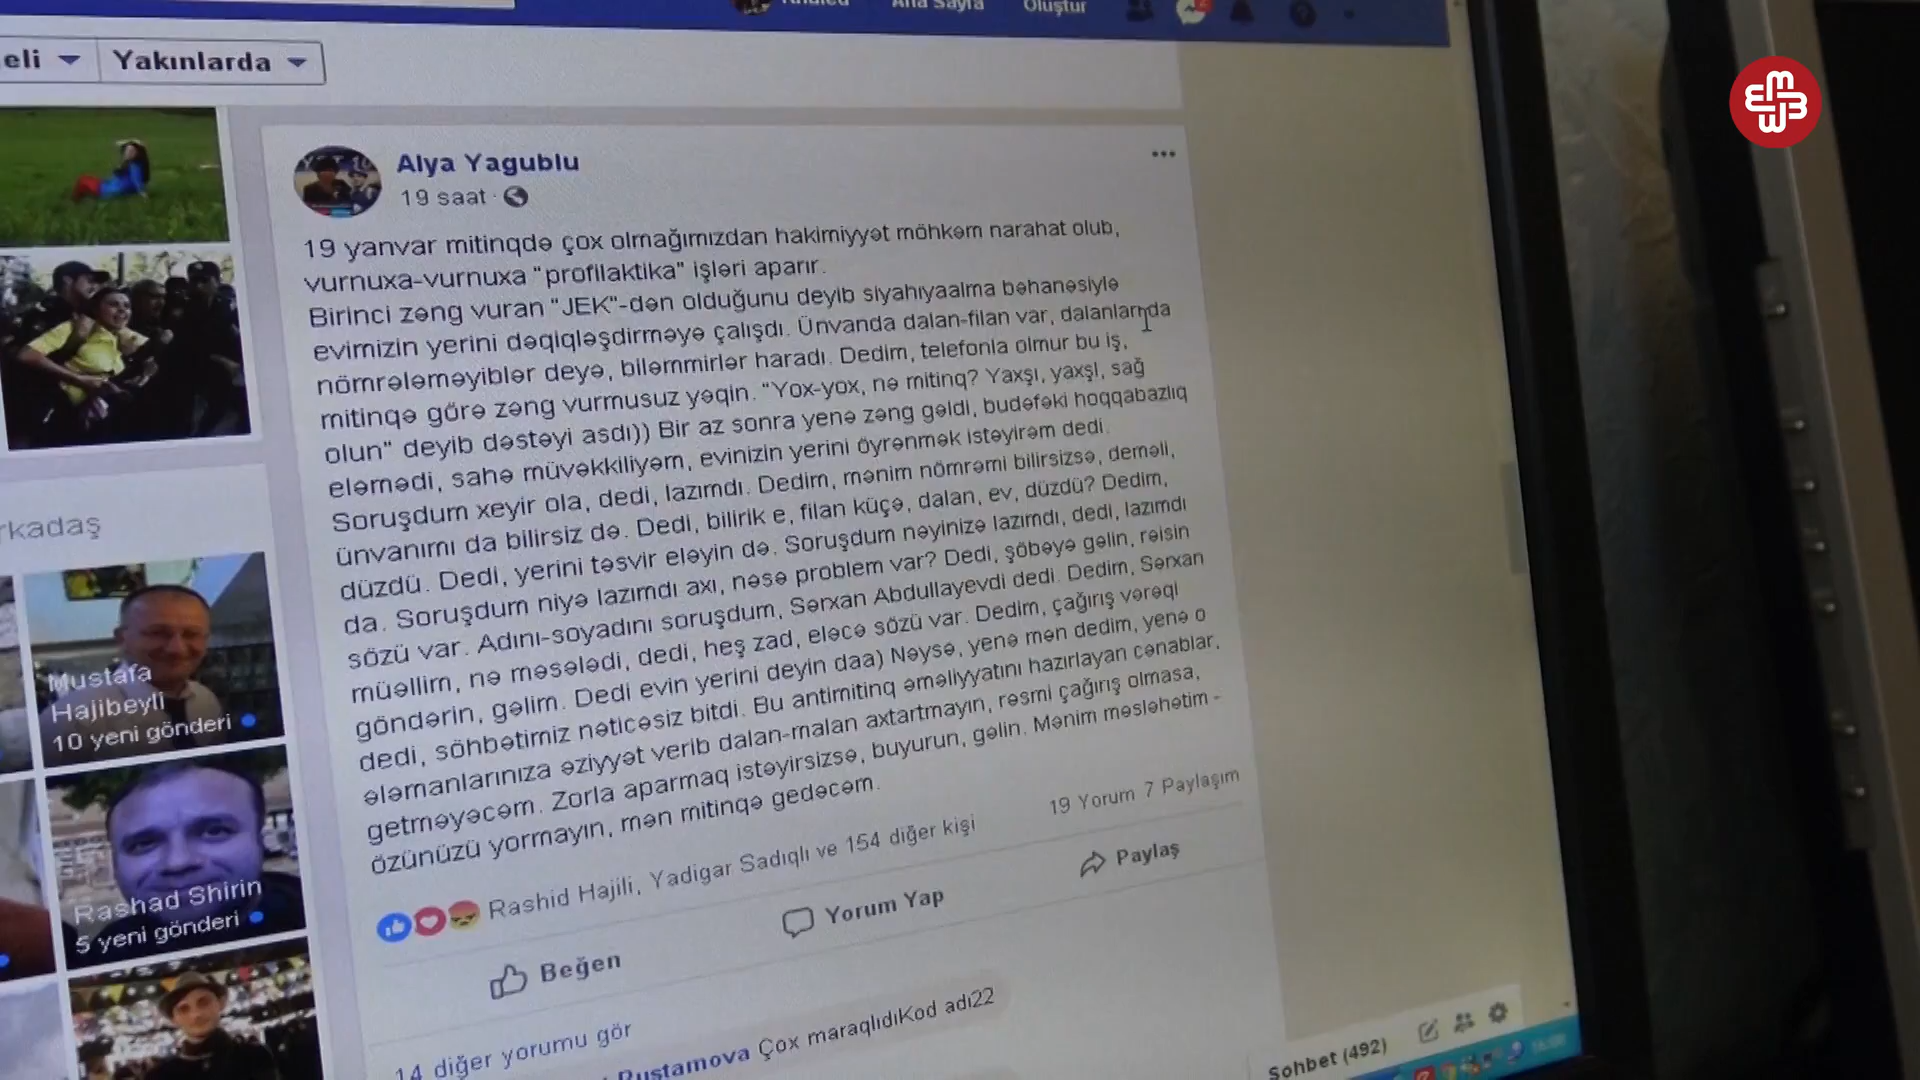 Ana Sayfa
Oluştur
eli
Yakınlarda
Alya Yagublu
19 saat
19 yanvar mitinqdə çox olmağımızdan hakimiyyət möhkəm narahat olub,
vurnuxa-vurnuxa "profilaktika" işləri aparır.
Birinci zəng vuran "JEK"-dən olduğunu deyib siyahıyaalma bəhanəsiylə
evimizin yerini dəqiqləşdirməyə çalışdı. Ünvanda dalan-filan var, dalanlarıda
nömrələməyiblər deyə, biləmmirlər haradı. Dedim, telefonla olmur bu iş,
mitinqə görə zəng vurmusuz yəqin. "Yox-yox, nə mitinq? Yaxşı, yaxşI, sağ
olun" deyib dəstəyi asdı)) Bir az sonra yenə zəng gəldi, budəfəki hoqqabazlıq
eləmədi, sahə müvəkkiliyəm, evinizin yerini öyrənmək istəyirəm dedi.
Soruşdum xeyir ola, dedi, lazımdı. Dedim, mənim nömrəmi bilirsizsə, deməli,
ünvanımı da bilirsiz də. Dedi, bilirik e, filan küçə, dalan, ev, düzdü? Dedim,
düzdü. Dedi, yerini təsvir eləyin də. Soruşdum nəyinizə lazımdı, dedi, lazımdı
da. Soruşdum niyə lazımdı axı, nəsə problem var? Dedi, şöbəyə gəlin, rəisin
sözü var. Adını-soyadını soruşdum, Sərxan Abdullayevdi dedi. Dedim, Sərxan
müəllim, nə məsələdi, dedi, heş zad, eləcə sözü var. Dedim, çağırış vərəqi
göndərin, gəlim. Dedi evin yerini deyin daa) Nəysə, yenə mən dedim, yenə o
dedi, söhbətimiz nəticəsiz bitdi. Bu antimitinq əməliyyatını hazırlayan cənablar,
ələmanlarınıza əziyyət verib dalan-malan axtartmayın, rəsmi çağırış olmasa,
getməyəcəm. Zorla aparmaq istəyirsizsə, buyurun, gəlin. Mənim məsləhətim -
özünüzü yormayın, mən mitinqə gedəcəm.
Rashid Hajili, Yadigar Sadıqlı ve 154 diğer kişi
19 Yorum 7 Paylaşım
Beğen
Yorum Yap
Paylaş
14 diğer yorumu gör
Rustamova Çox maraqlıdıKod adı22
rkadaş
Mustafa
Hajibeyli
10 yeni gönderi
Rashad Shirin
5 yeni gönderi
Sohbet (492)